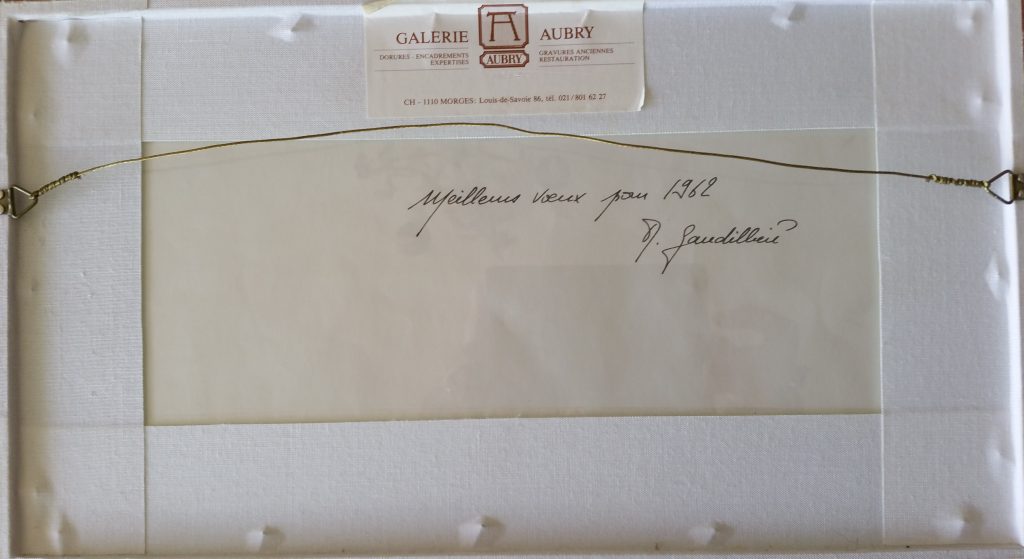 GALERIE AUBRY
DORURES - ENCADREMENTS
EXPERTISES
AUBRY
GRAVURES ANCIENNES
RESTAURATION
CH – 1110 MORGES: Louis-de-Savoie 86, tél. 021 / 801 62 27
Meilleurs vœux pour 1962